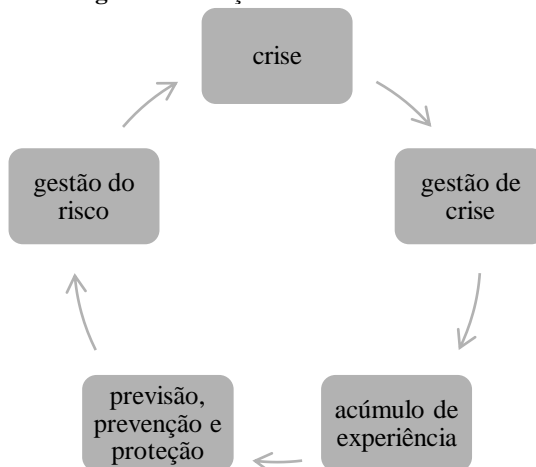 crise
gestão do
risco
gestão de
crise
previsão,
prevenção e
proteção
acúmulo de
experiência